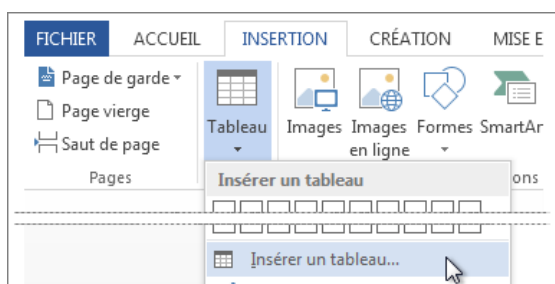 FICHIER ACCUEIL INSERTION CRÉATION MISE E
Page de garde
Page vierge
Saut de page
Pages
Tableau
Images
Images en ligne
Formes
SmartAr
ons
Insérer un tableau
Insérer un tableau...